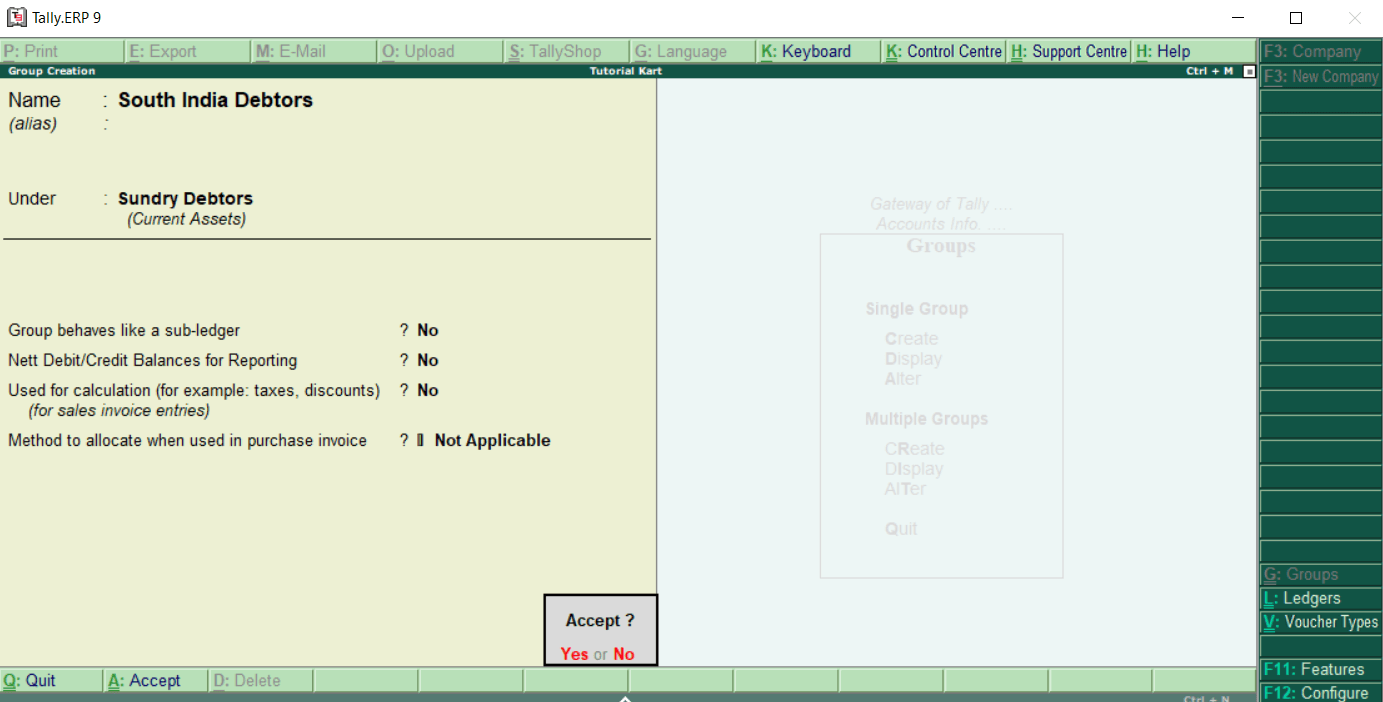 Tally.ERP 9
P: Print E: Export M: E-Mail O: Upload S: TallyShop G: Language K: Keyboard K: Control Centre H: Support Centre H: Help
Group Creation Tutorial Kart Ctrl + M
Name : South India Debtors
(alias) :
Under : Sundry Debtors
(Current Assets)
Group behaves like a sub-ledger ? No
Nett Debit/Credit Balances for Reporting ? No
Used for calculation (for example: taxes, discounts) ? No
(for sales invoice entries)
Method to allocate when used in purchase invoice ? Not Applicable
Gateway of Tally ....
Accounts Info. ....
Groups
Single Group
Create
Display
Alter
Multiple Groups
CReate
DIsplay
AlTer
Quit
Accept ?
Yes or No
F3: Company
F3: New Company
G: Groups
L: Ledgers
V: Voucher Types
F11: Features
F12: Configure
Q: Quit A: Accept D: Delete
Ctrl + N